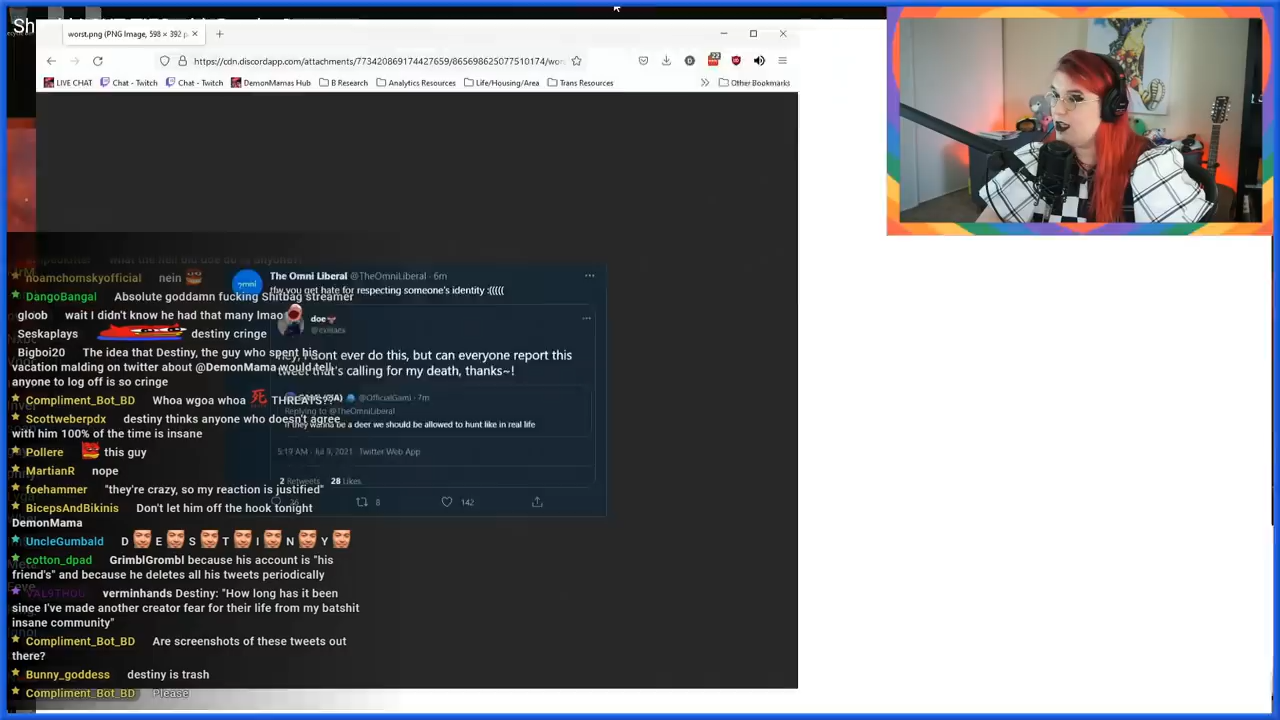 worst.png (PNG Image, 598 × 392 p
https://cdn.discordapp.com/attachments/773420869174427659/865698625077510174/wor
LIVE CHAT
Chat - Twitch
Chat - Twitch
DemonMamas Hub
B Research
Analytics Resources
Life/Housing/Area
Trans Resources
Other Bookmarks
noamchomskyofficial nein
DangoBangal Absolute goddamn fucking Shitbag streamer
gloob wait I didn't know he had that many lmao
Seskaplays destiny cringe
Bigboi20 The idea that Destiny, the guy who spent his
vacation malding on twitter about @DemonMama would tell
anyone to log off is so cringe
Compliment_Bot_BD Whoa wgoa whoa 死 THREATS??
Scottweberpdx destiny thinks anyone who doesn't agree
with him 100% of the time is insane
Pollere this guy
MartianR nope
foehammer "they're crazy, so my reaction is justified"
BicepsAndBikinis Don't let him off the hook tonight
DemonMama
UncleGumbald D E S T I N Y
cotton_dpad GrimblGrombl because his account is "his
friend's" and because he deletes all his tweets periodically
VAL9THOU verminhands Destiny: "How long has it been
since I've made another creator fear for their life from my batshit
insane community"
Compliment_Bot_BD Are screenshots of these tweets out
there?
Bunny_goddess destiny is trash
Compliment_Bot_BD Please
omni
The Omni Liberal @TheOmniLiberal · 6m
tfw you get hate for respecting someone's identity :(((((
doe
hey, I dont ever do this, but can everyone report this
tweet that's calling for my death, thanks~!
@OfficialGami · 7m
Replying to @TheOmniLiberal
If they wanna be a deer we should be allowed to hunt like in real life
5:19 AM · Jul 9, 2021 Twitter Web App
2 Retweets 28 Likes
8
142